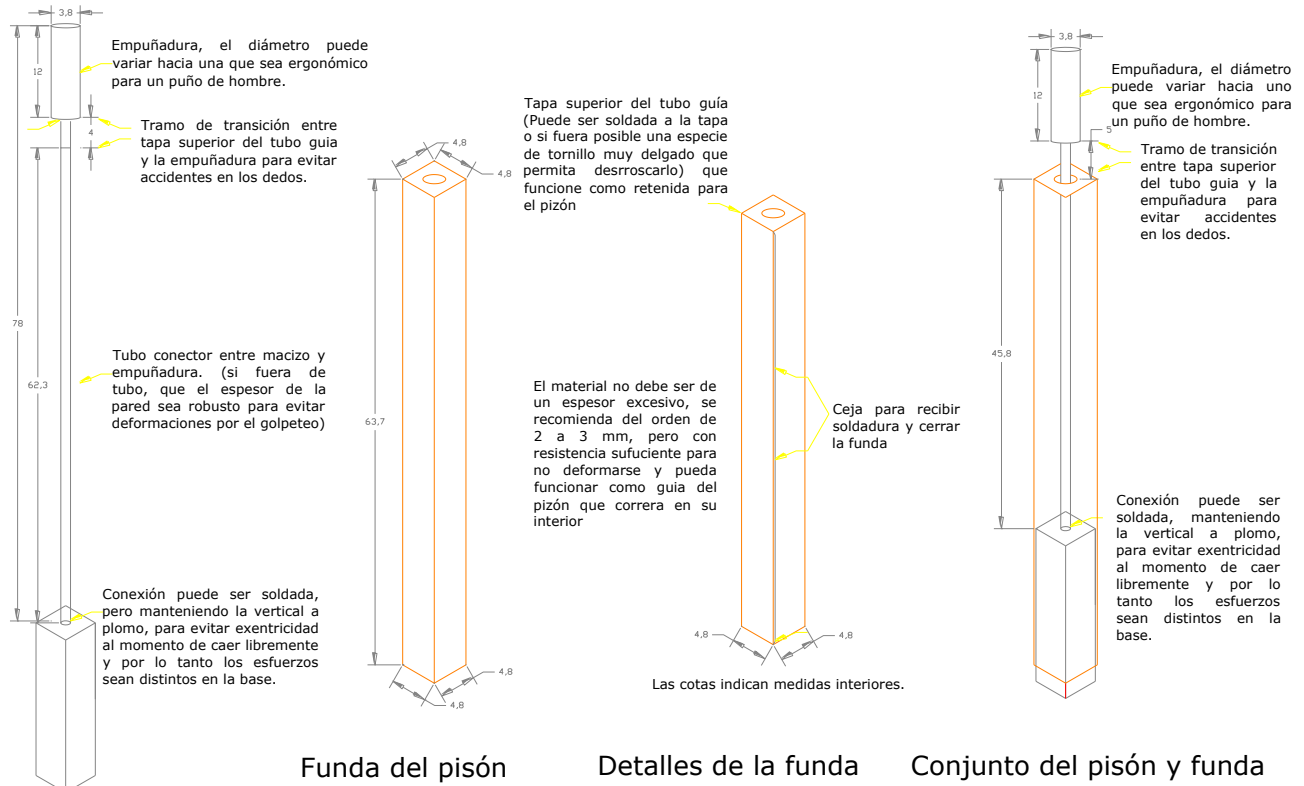 3,8
12
Empuñadura, el diámetro puede
variar hacia una que sea ergonómico
para un puño de hombre.
4
Tramo de transición entre
tapa superior del tubo guia
y la empuñadura para evitar
accidentes en los dedos.
78
62,3
Tubo conector entre macizo y
empuñadura. (si fuera de
tubo, que el espesor de la
pared sea robusto para evitar
deformaciones por el golpeteo)
Conexión puede ser soldada,
pero manteniendo la vertical a
plomo, para evitar exentricidad
al momento de caer libremente
y por lo tanto los esfuerzos
sean distintos en la base.
4,8
4,8
63,7
4,8
4,8
Funda del pisón
Tapa superior del tubo guía
(Puede ser soldada a la tapa
o si fuera posible una especie
de tornillo muy delgado que
permita desrroscarlo) que
funcione como retenida para
el pizón
El material no debe ser de
un espesor excesivo, se
recomienda del orden de
2 a 3 mm, pero con
resistencia sufuciente para
no deformarse y pueda
funcionar como guia del
pizón que correra en su
interior
Ceja para recibir
soldadura y cerrar
la funda
4,8
4,8
Las cotas indican medidas interiores.
Detalles de la funda
3,8
12
Empuñadura, el diámetro
puede variar hacia uno
que sea ergonómico para
un puño de hombre.
5
Tramo de transición
entre tapa superior
del tubo guia y la
empuñadura para
evitar accidentes
en los dedos.
45,8
Conexión puede ser
soldada, manteniendo
la vertical a plomo,
para evitar exentricidad
al momento de caer
libremente y por lo
tanto los esfuerzos
sean distintos en la
base.
Conjunto del pisón y funda